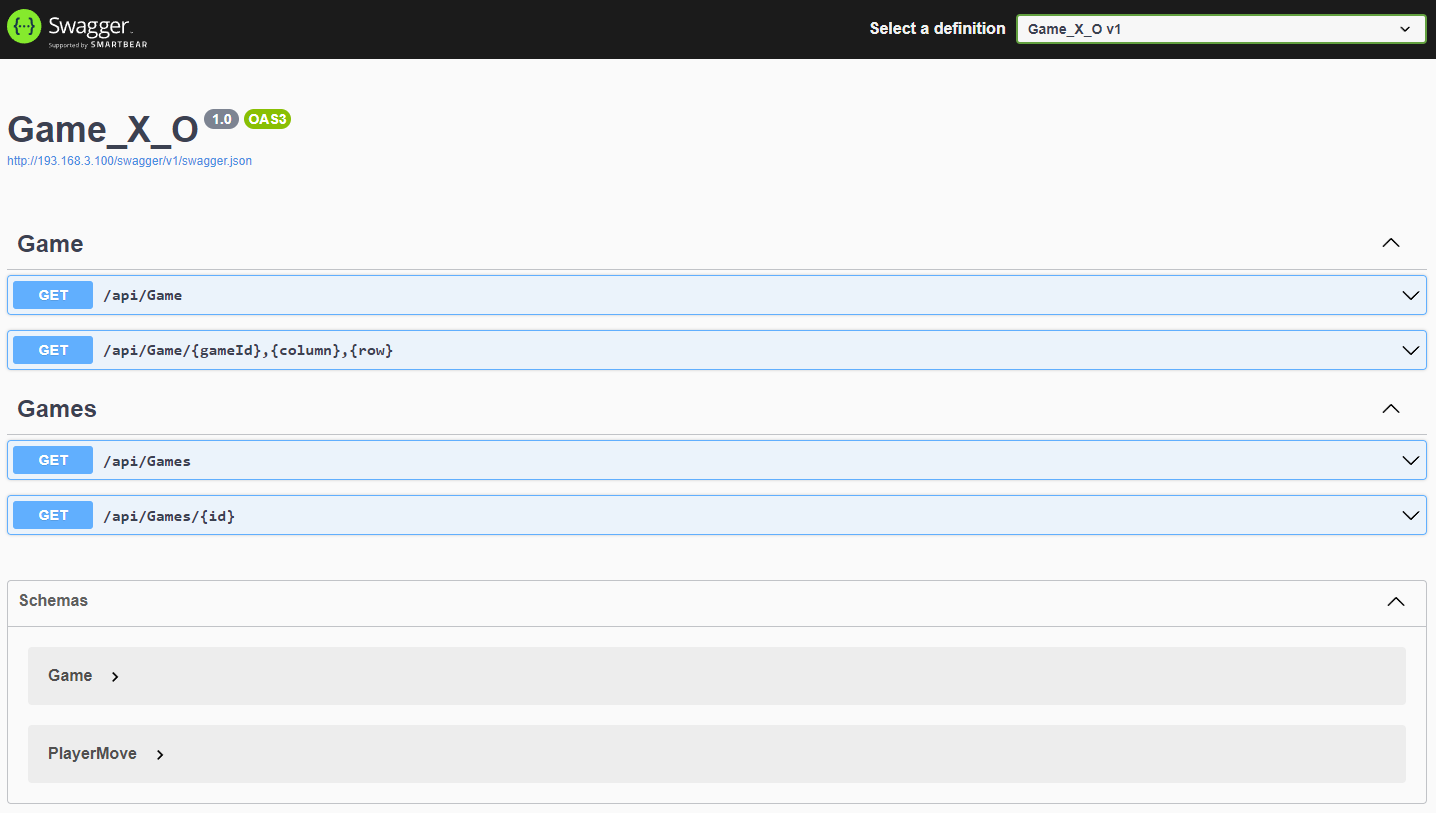 Swagger
Supported by SMARTBEAR
Select a definition
Game_X_O v1
Game_X_O 1.0 OAS3
http://193.168.3.100/swagger/v1/swagger.json
Game
GET /api/Game
GET /api/Game/{gameId},{column},{row}
Games
GET /api/Games
GET /api/Games/{id}
Schemas
Game
PlayerMove